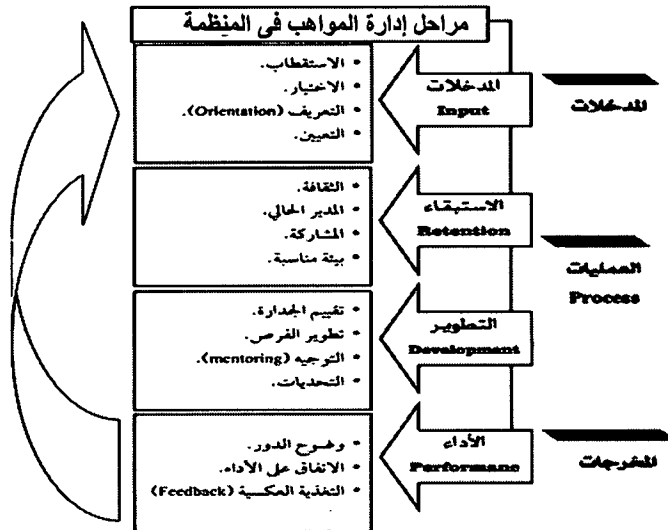 مراحل إدارة المواهب في المنظمة
• الاستقطاب.
• الاختبار.
• التعريف (Orientation).
• التعيين.
المدخلات
Input
المدخلات
• الثقافة.
• المدير الحالي.
• المشاركة.
• بيئة مناسبة.
الاستبقاء
Retention
العمليات
Process
• تقييم الجدارة.
• تطوير الفرص.
• التوجيه (mentoring).
• التحديات.
التطوير
Development
• وضوح الدور.
• الاتفاق على الأداء.
• التغذية العكسية (Feedback)
الأداء
Performanc
المخرجات